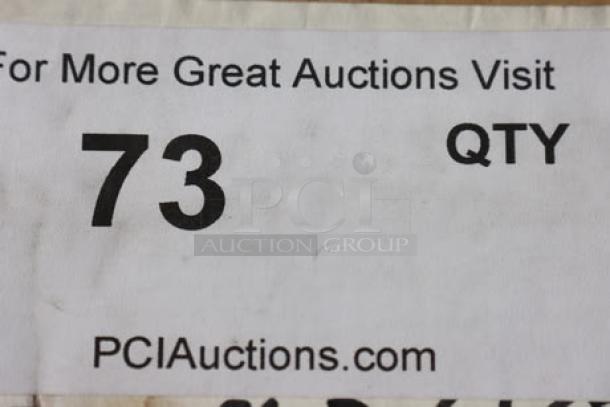 For More Great Auctions Visit
73 QTY
PCI
AUCTION GROUP
PCIAuctions.com